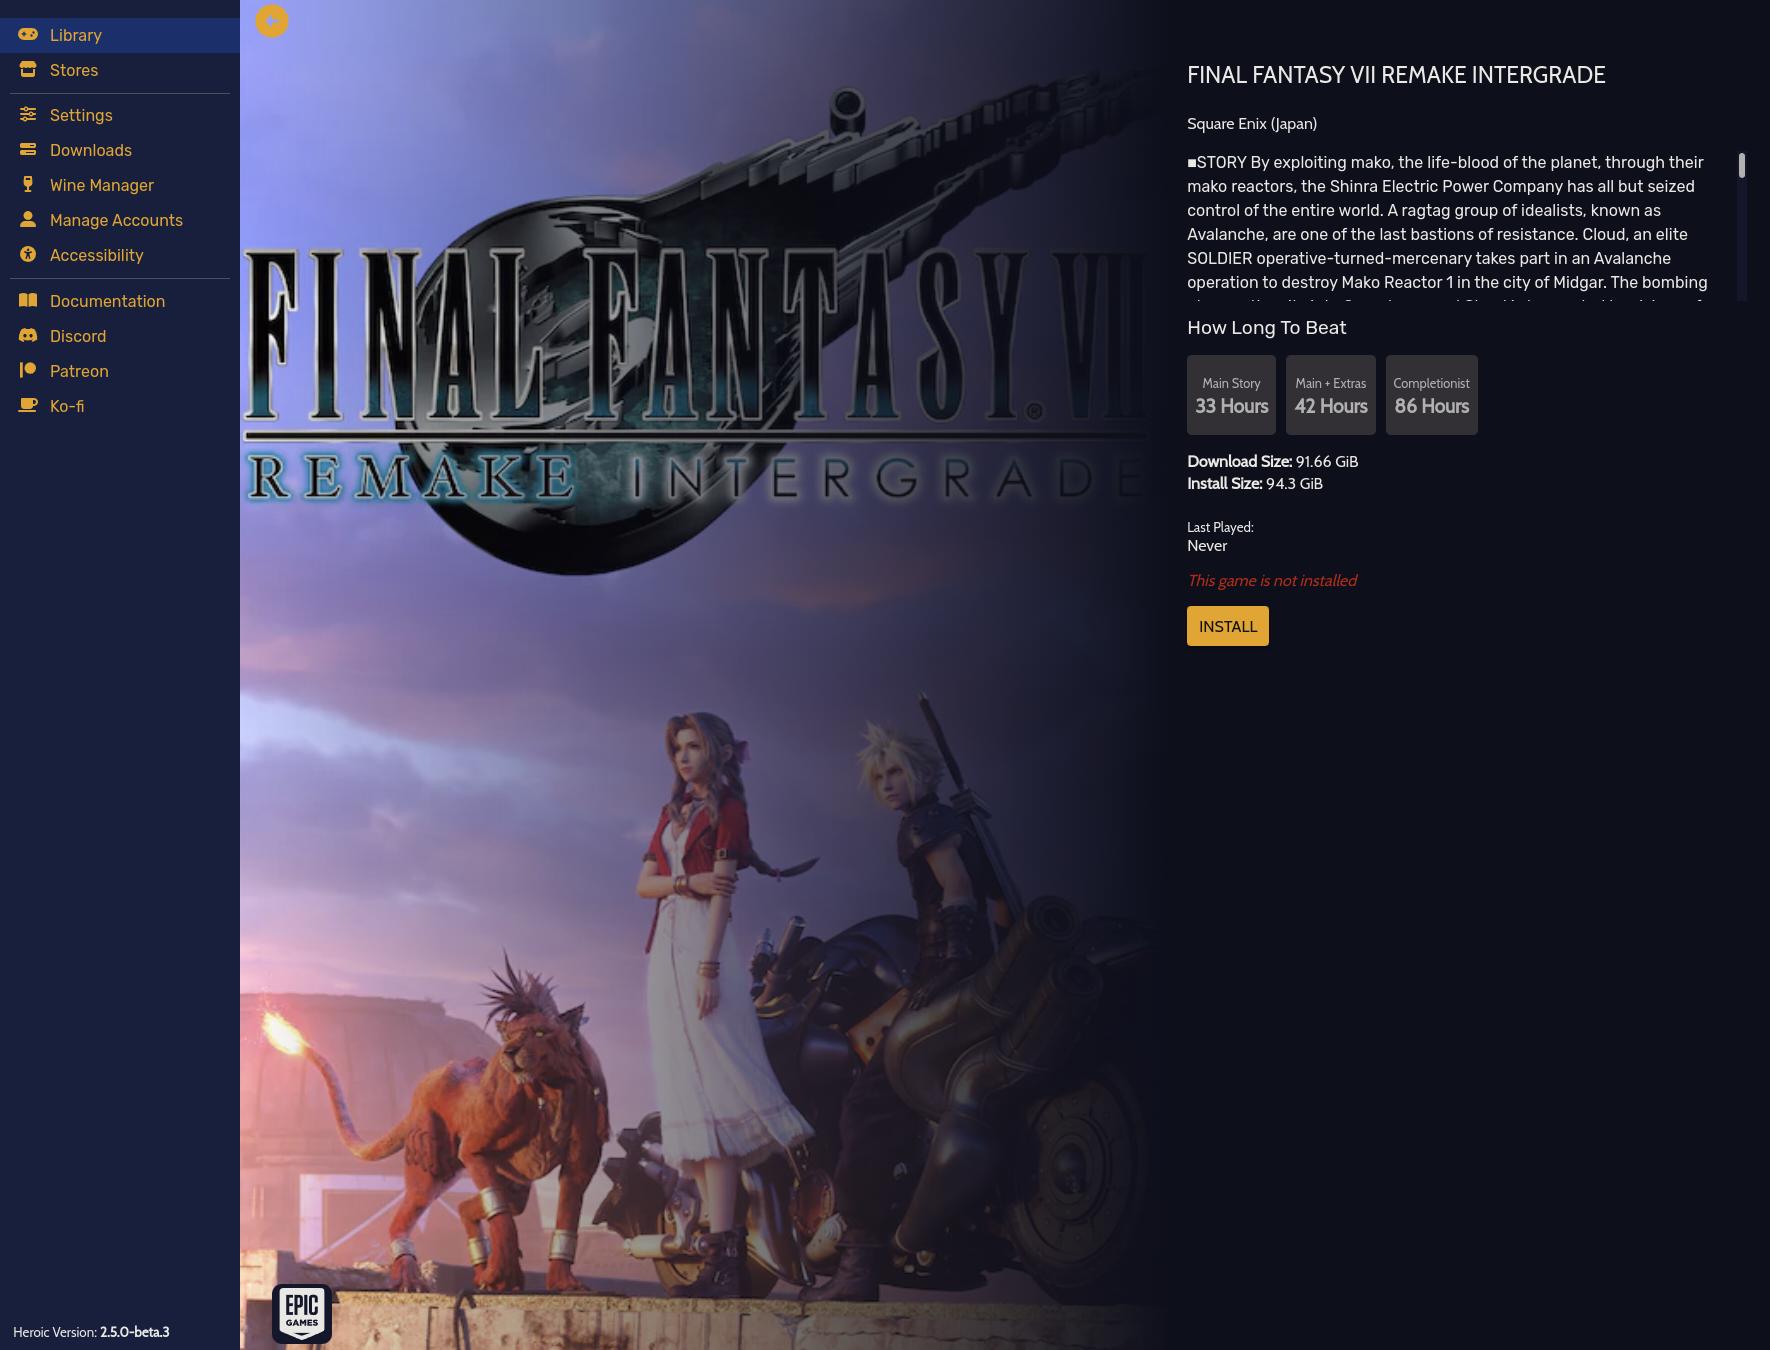 Library
Stores
Settings
Downloads
Wine Manager
Manage Accounts
Accessibility
Documentation
Discord
Patreon
Ko-fi
Heroic Version: 2.5.0-beta.3
FINAL FANTASY VII
REMAKE INTERGRADE
EPIC
GAMES
FINAL FANTASY VII REMAKE INTERGRADE
Square Enix (Japan)
■STORY By exploiting mako, the life-blood of the planet, through their
mako reactors, the Shinra Electric Power Company has all but seized
control of the entire world. A ragtag group of idealists, known as
Avalanche, are one of the last bastions of resistance. Cloud, an elite
SOLDIER operative-turned-mercenary takes part in an Avalanche
operation to destroy Mako Reactor 1 in the city of Midgar. The bombing
How Long To Beat
Main Story
33 Hours
Main + Extras
42 Hours
Completionist
86 Hours
Download Size: 91.66 GiB
Install Size: 94.3 GiB
Last Played:
Never
This game is not installed
INSTALL